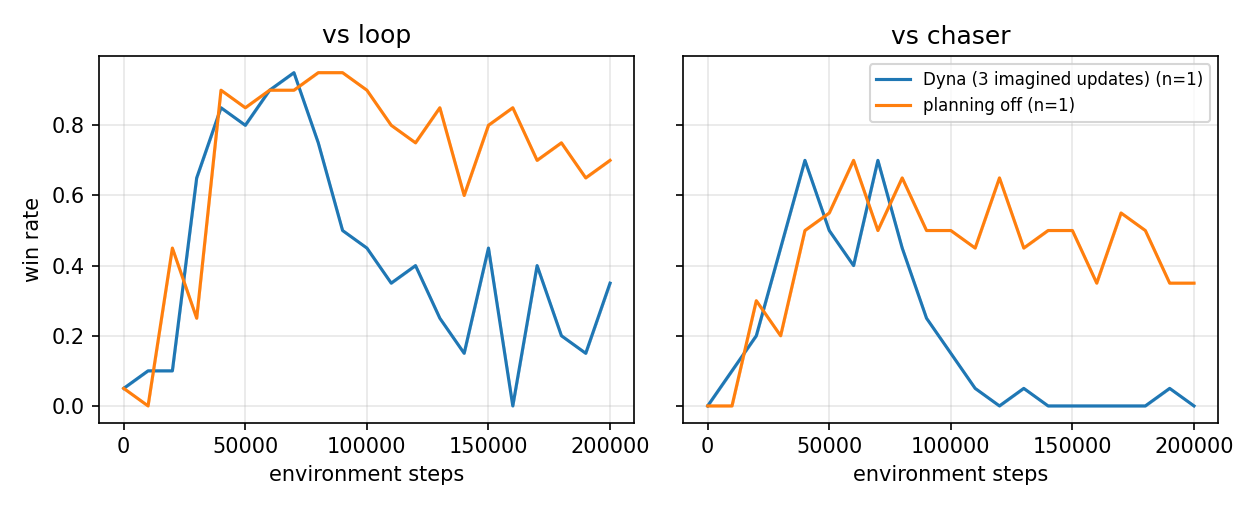 vs loop
vs chaser
Dyna (3 imagined updates) (n=1)
planning off (n=1)
win rate
0.8
0.6
0.4
0.2
0.0
0 50000 100000 150000 200000
0 50000 100000 150000 200000
environment steps
environment steps